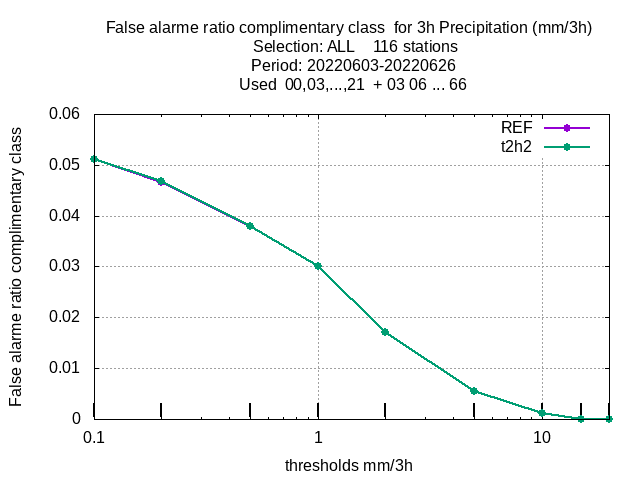 False alarme ratio complimentary class  for 3h Precipitation (mm/3h)
Selection: ALL    116 stations
Period: 20220603-20220626
Used  00,03,...,21  + 03 06 ... 66
REF
t2h2
False alarme ratio complimentary class
0.06
0.05
0.04
0.03
0.02
0.01
0
0.1
1
10
thresholds mm/3h